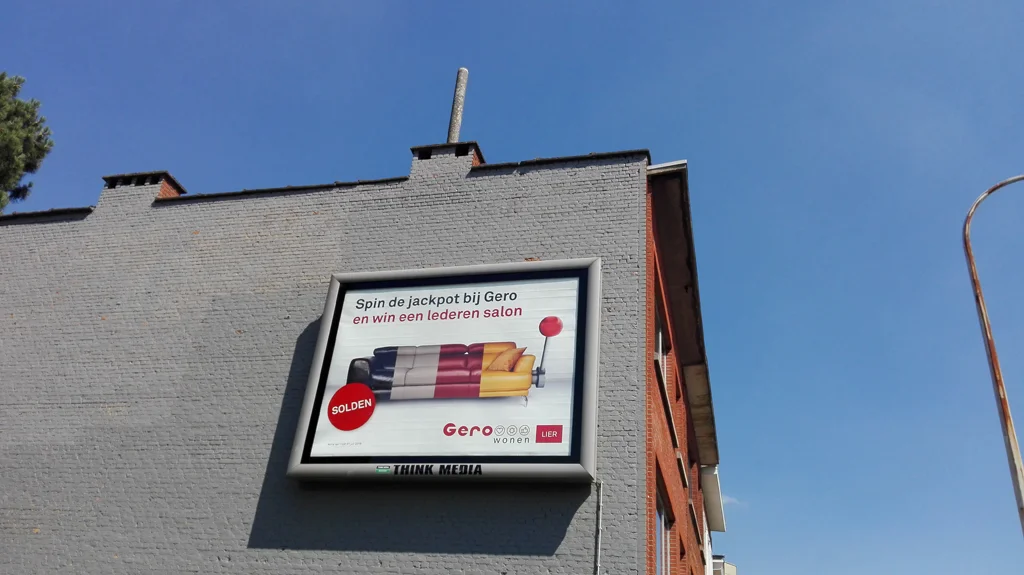 Spin de jackpot bij Gero
en win een lederen salon
SOLDEN
Gero
wonen
LIER
THINK MEDIA